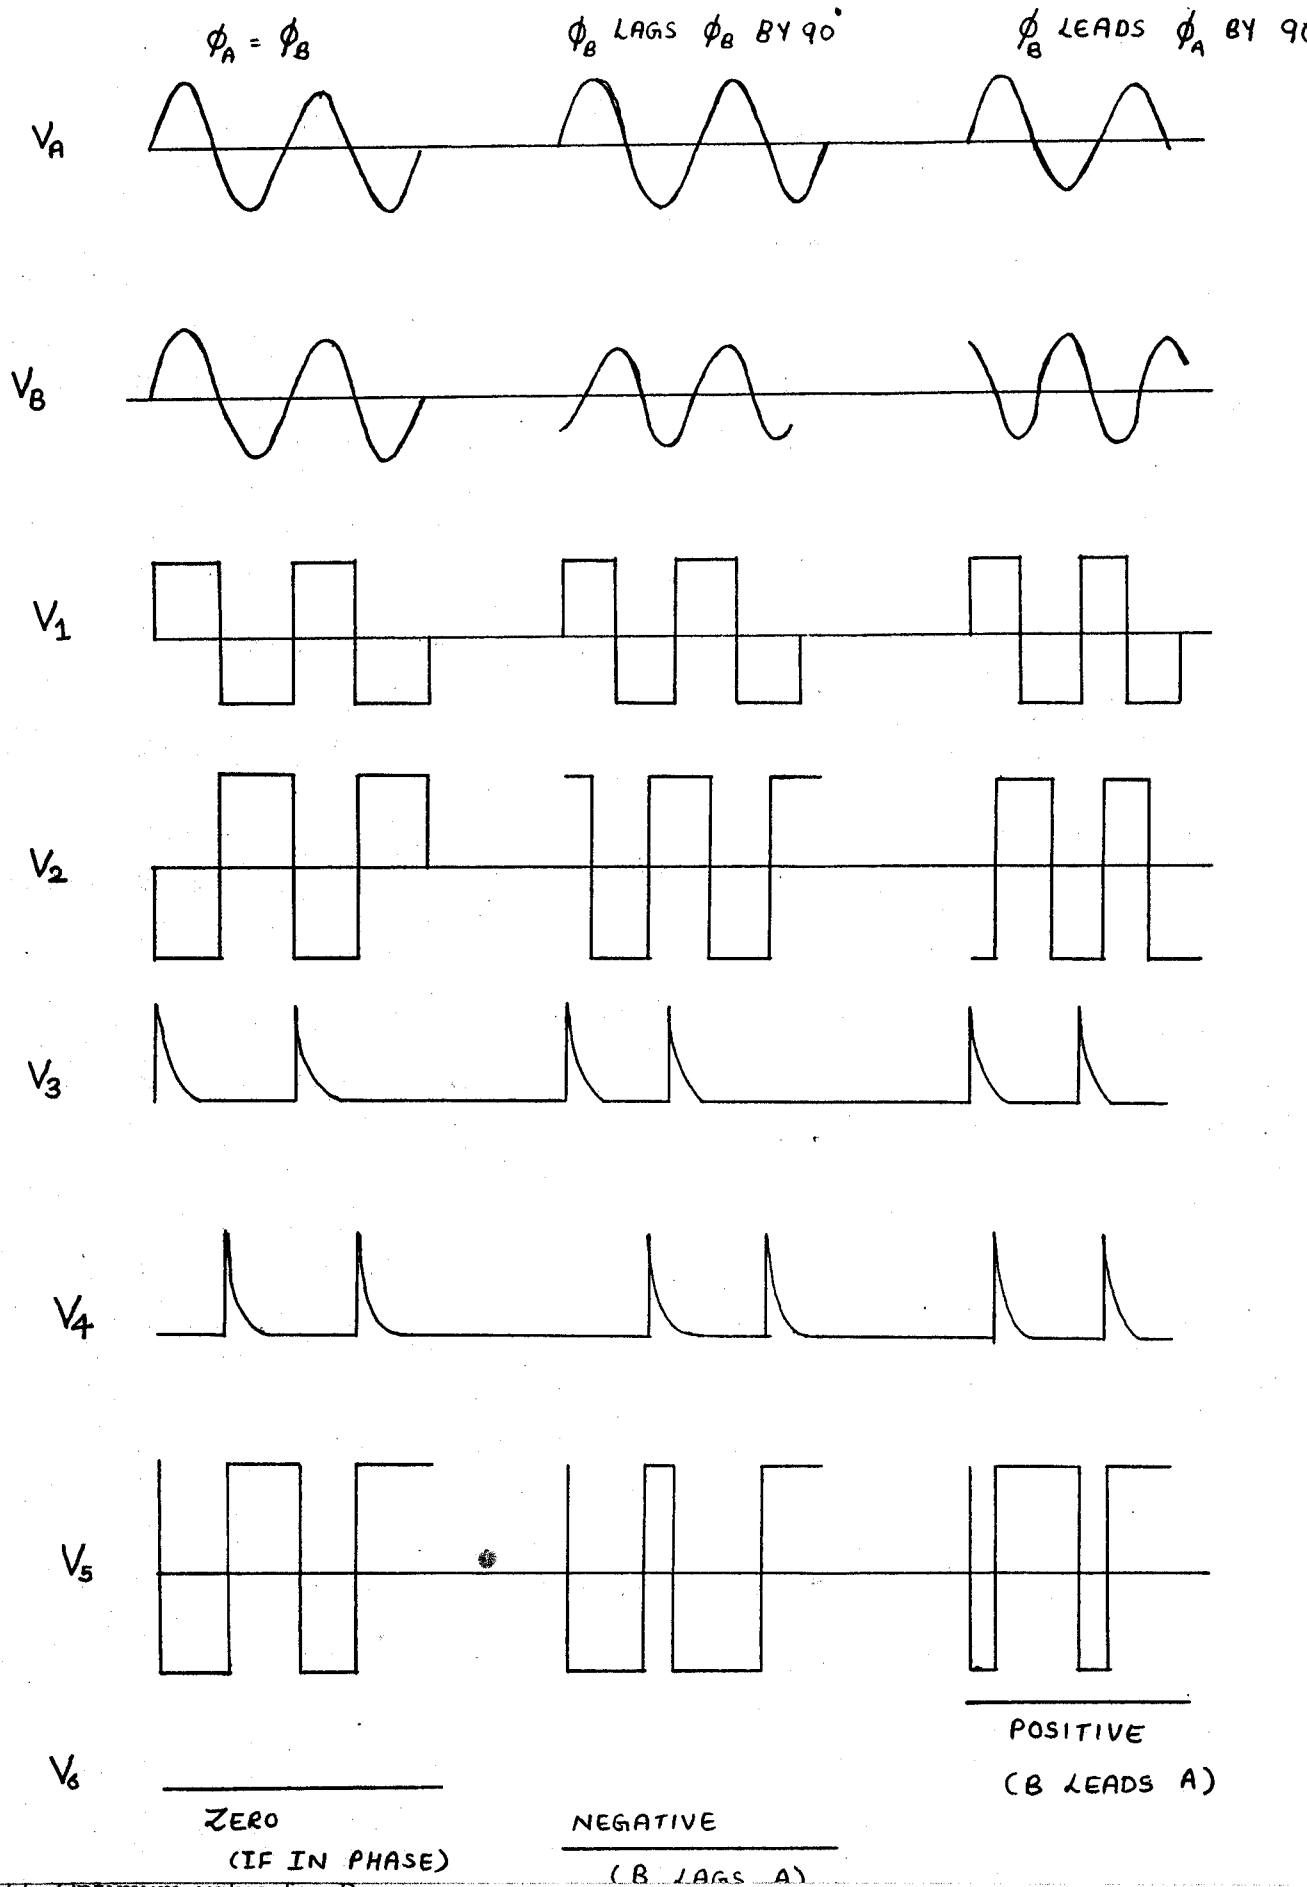 ϕA = ϕB
ϕB LAGS ϕB BY 90°
ϕB LEADS ϕA BY 90
VA
VB
V1
V2
V3
V4
V5
POSITIVE
(B LEADS A)
V6
ZERO
(IF IN PHASE)
NEGATIVE
(B LAGS A)